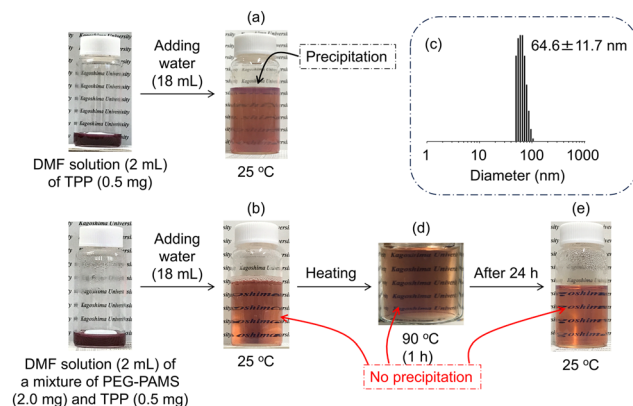 (a)
Adding
water
(18 mL)
Precipitation
DMF solution (2 mL)
of TPP (0.5 mg)
25 °C
(c)
64.6±11.7 nm
1 10 100 1000
Diameter (nm)
(b)
(d)
(e)
Adding
water
(18 mL)
Heating
After 24 h
Kagoshima University
DMF solution (2 mL) of
a mixture of PEG-PAMS
(2.0 mg) and TPP (0.5 mg)
25 °C
90 °C
(1 h)
No precipitation
25 °C